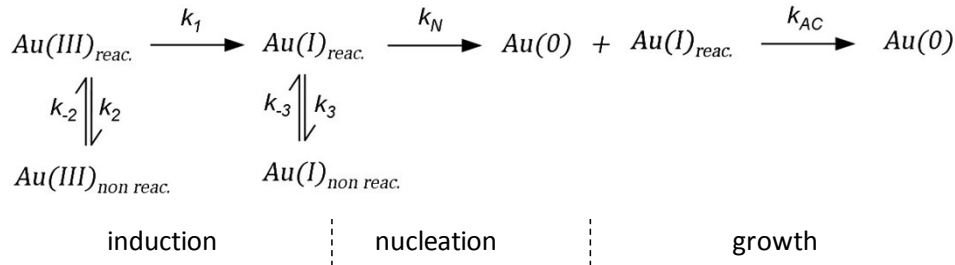 k1 kN kAC
Au(III)reac. Au(I)reac. Au(0) + Au(I)reac. Au(0)
k-2 k2 k-3 k3
Au(III)non reac. Au(I)non reac.
induction nucleation growth